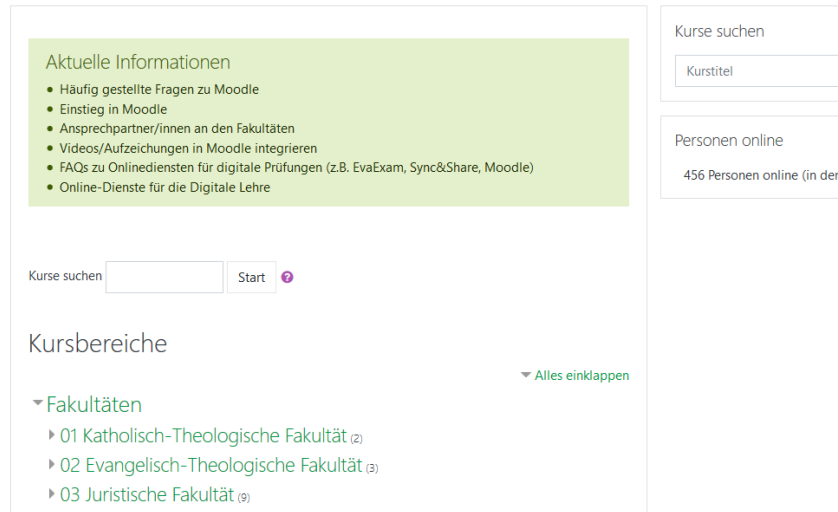 Aktuelle Informationen
Häufig gestellte Fragen zu Moodle
Einstieg in Moodle
Ansprechpartner/innen an den Fakultäten
Videos/Aufzeichungen in Moodle integrieren
FAQs zu Onlinediensten für digitale Prüfungen (z.B. EvaExam, Sync&Share, Moodle)
Online-Dienste für die Digitale Lehre
Kurse suchen
Start
Kursbereiche
Alles einklappen
Fakultäten
01 Katholisch-Theologische Fakultät (2)
02 Evangelisch-Theologische Fakultät (3)
03 Juristische Fakultät (9)
Kurse suchen
Kurstitel
Personen online
456 Personen online (in der